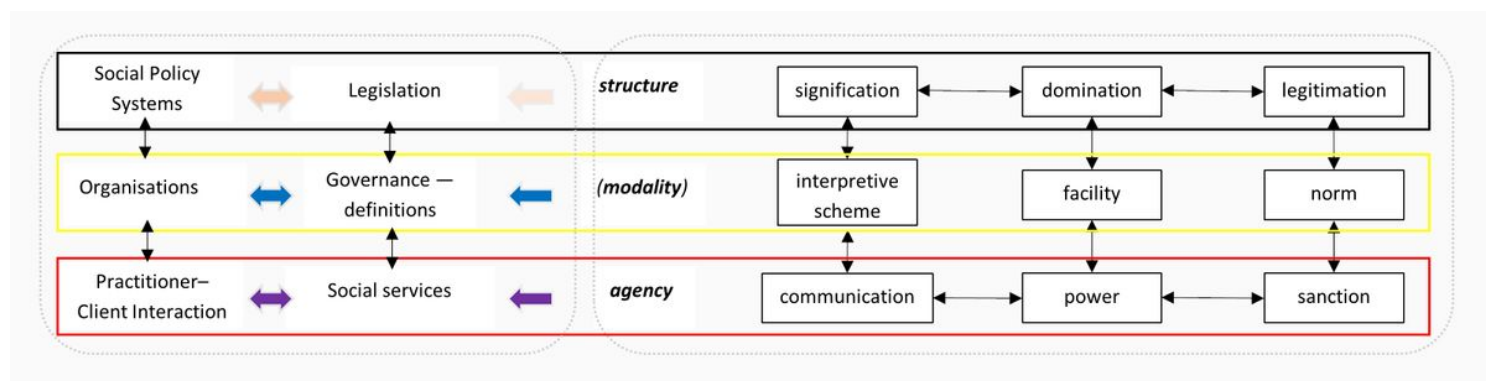 Social Policy
Systems
Legislation
structure
signification
domination
legitimation
Organisations
Governance —
definitions
(modality)
interpretive
scheme
facility
norm
Practitioner–
Client Interaction
Social services
agency
communication
power
sanction